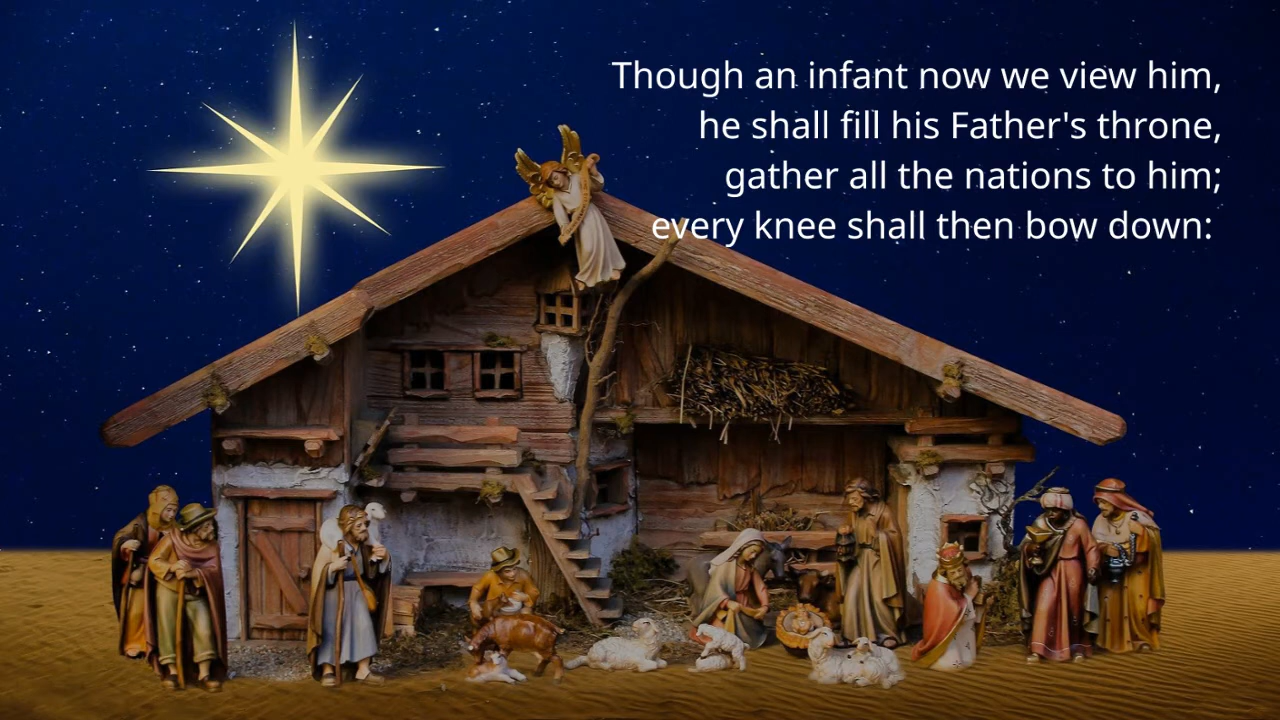 Though an infant now we view him,
he shall fill his Father's throne,
gather all the nations to him;
every knee shall then bow down: